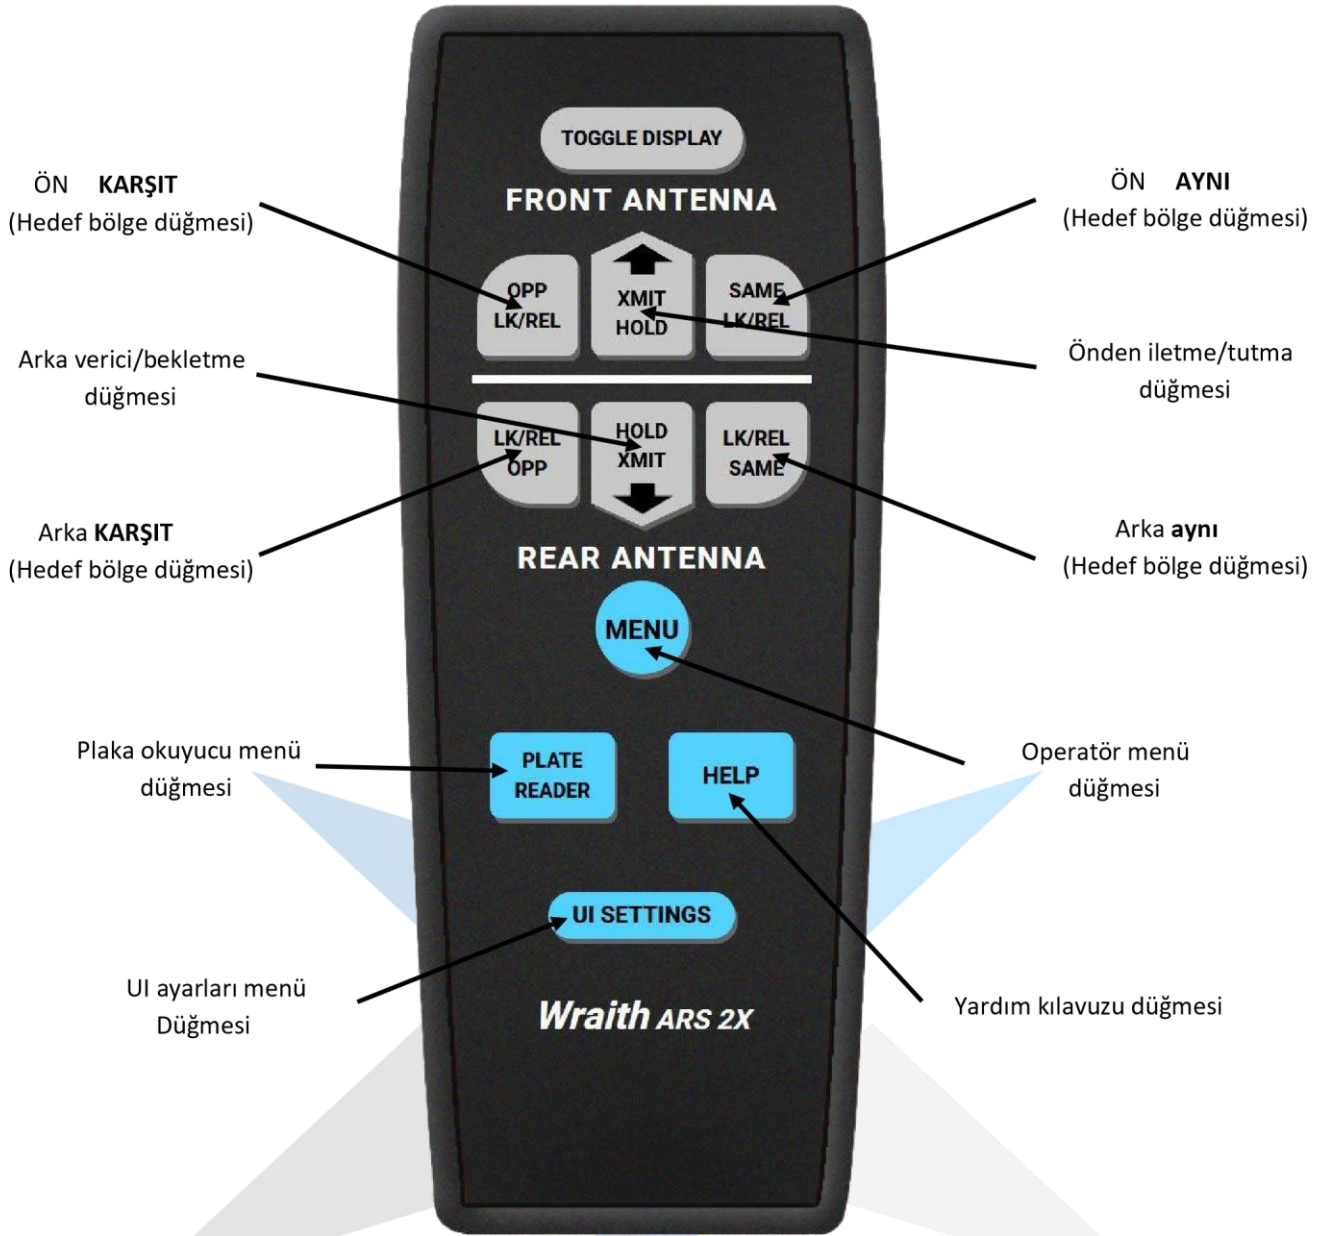 TOGGLE DISPLAY
FRONT ANTENNA
ÖN KARŞIT
(Hedef bölge düğmesi)
ÖN AYNI
(Hedef bölge düğmesi)
OPP
LK/REL
XMIT
HOLD
SAME
LK/REL
Arka verici/bekletme
düğmesi
Önden iletme/tutma
düğmesi
LK/REL
OPP
HOLD
XMIT
LK/REL
SAME
Arka KARŞIT
(Hedef bölge düğmesi)
Arka aynı
(Hedef bölge düğmesi)
REAR ANTENNA
MENU
Plaka okuyucu menü
düğmesi
PLATE
READER
HELP
Operatör menü
düğmesi
UI SETTINGS
UI ayarları menü
Düğmesi
Wraith ARS 2X
Yardım kılavuzu düğmesi